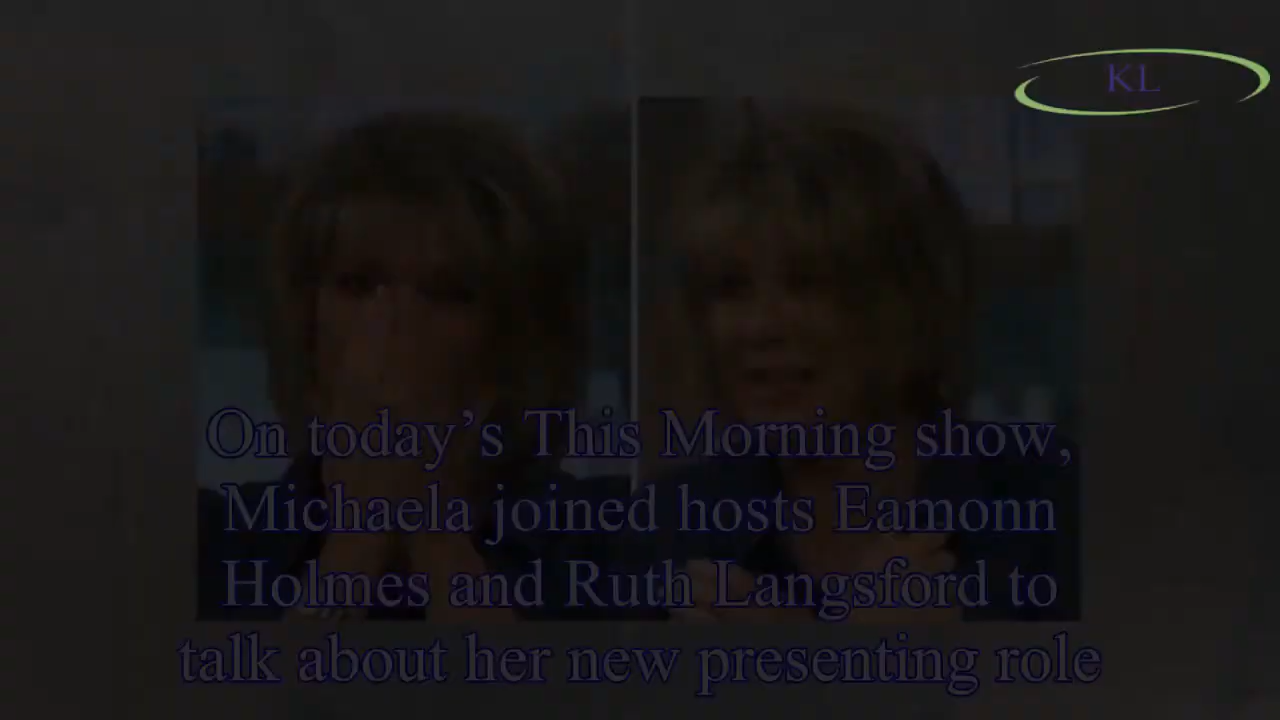 KL
On today’s This Morning show,
Michaela joined hosts Eamonn
Holmes and Ruth Langsford to
talk about her new presenting role